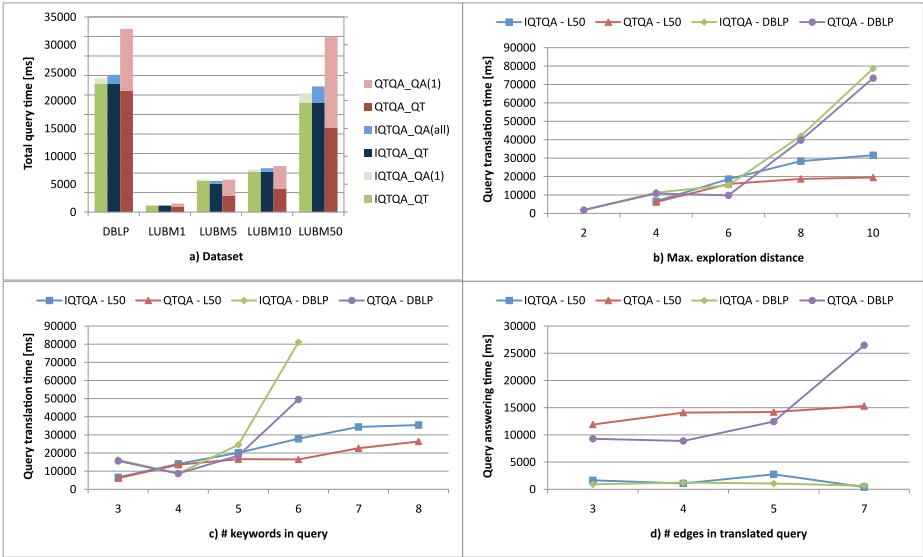 Total query time [ms]
35000
30000
25000
20000
15000
10000
5000
0
DBLP LUBM1 LUBM5 LUBM10 LUBM50
a) Dataset
QTQA_QA(1)
QTQA_QT
IQTQA_QA(all)
IQTQA_QT
IQTQA_QA(1)
IQTQA_QT
IQTQA - L50 QTQA - L50 IQTQA - DBLP QTQA - DBLP
Query translation time [ms]
90000
80000
70000
60000
50000
40000
30000
20000
10000
0
2 4 6 8 10
b) Max. exploration distance
IQTQA - L50 QTQA - L50 IQTQA - DBLP QTQA - DBLP
Query translation time [ms]
90000
80000
70000
60000
50000
40000
30000
20000
10000
0
3 4 5 6 7 8
c) # keywords in query
IQTQA - L50 QTQA - L50 IQTQA - DBLP QTQA - DBLP
Query answering time [ms]
30000
25000
20000
15000
10000
5000
0
3 4 5 7
d) # edges in translated query